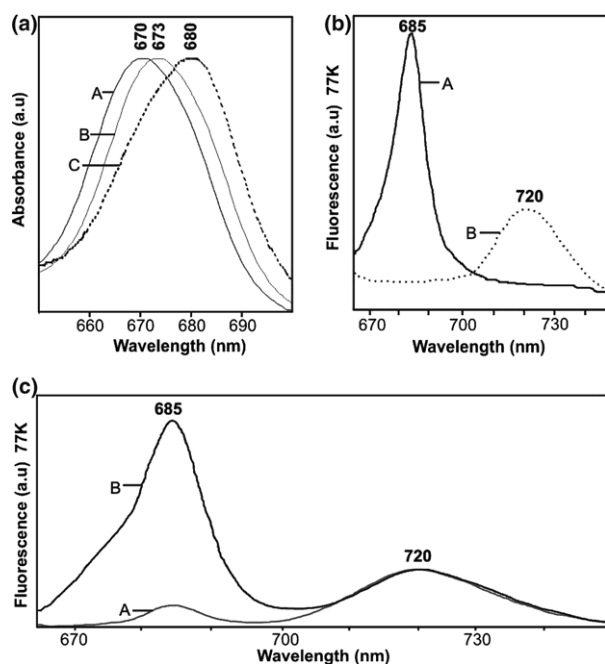 (a)
670 673 680
A
B
C
Absorbance (a.u)
660 670 680 690
Wavelength (nm)
(b)
685
A
720
B
Fluorescence (a.u) 77K
670 700 730
Wavelength (nm)
(c)
685
B
720
A
Fluorescence (a.u) 77K
670 700 730
Wavelength (nm)